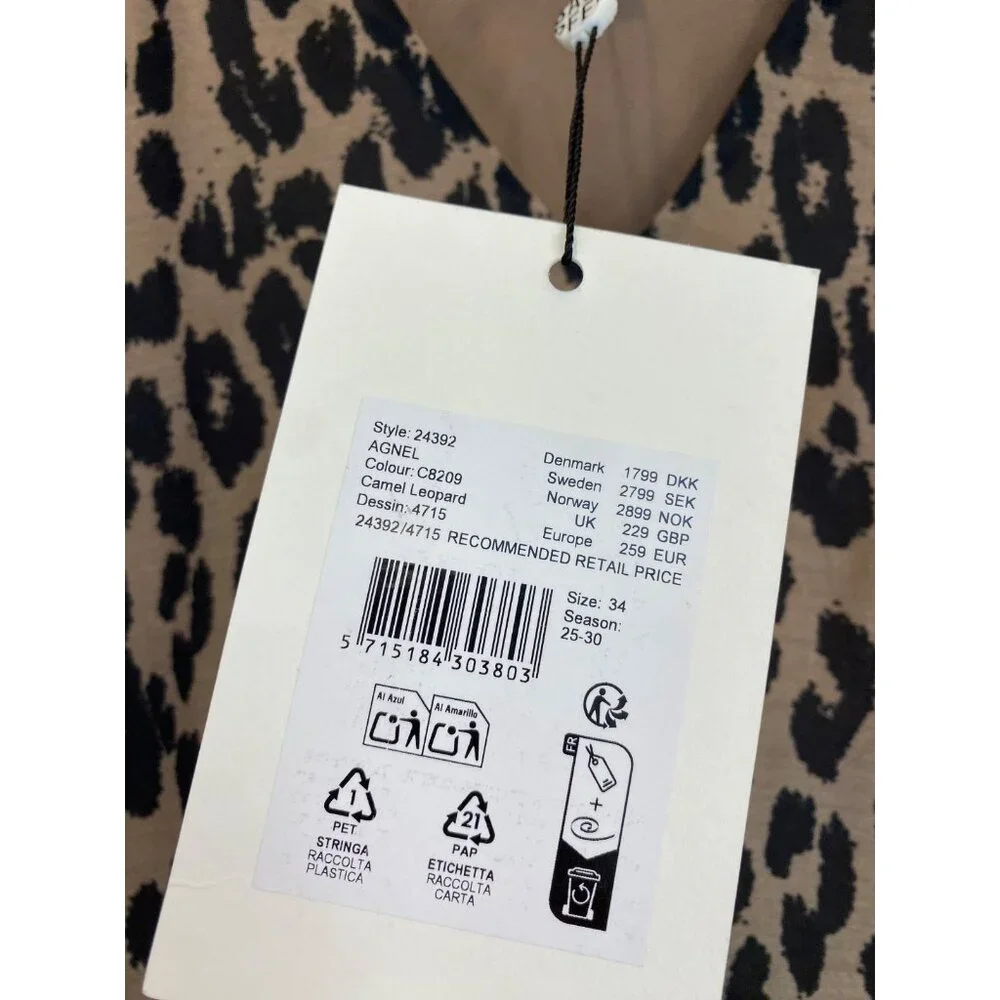 Style: 24392
AGNEL
Colour: C8209
Camel Leopard
Dessin: 4715
24392/4715 RECOMMENDED RETAIL PRICE
Denmark 1799 DKK
Sweden 2799 SEK
Norway 2899 NOK
UK 229 GBP
Europe 259 EUR
Size: 34
Season:
25-30
5 715184 303803
Al Azul
Al Amarillo
FR
+
1
PET
STRINGA
RACCOLTA
PLASTICA
21
PAP
ETICHETTA
RACCOLTA
CARTA